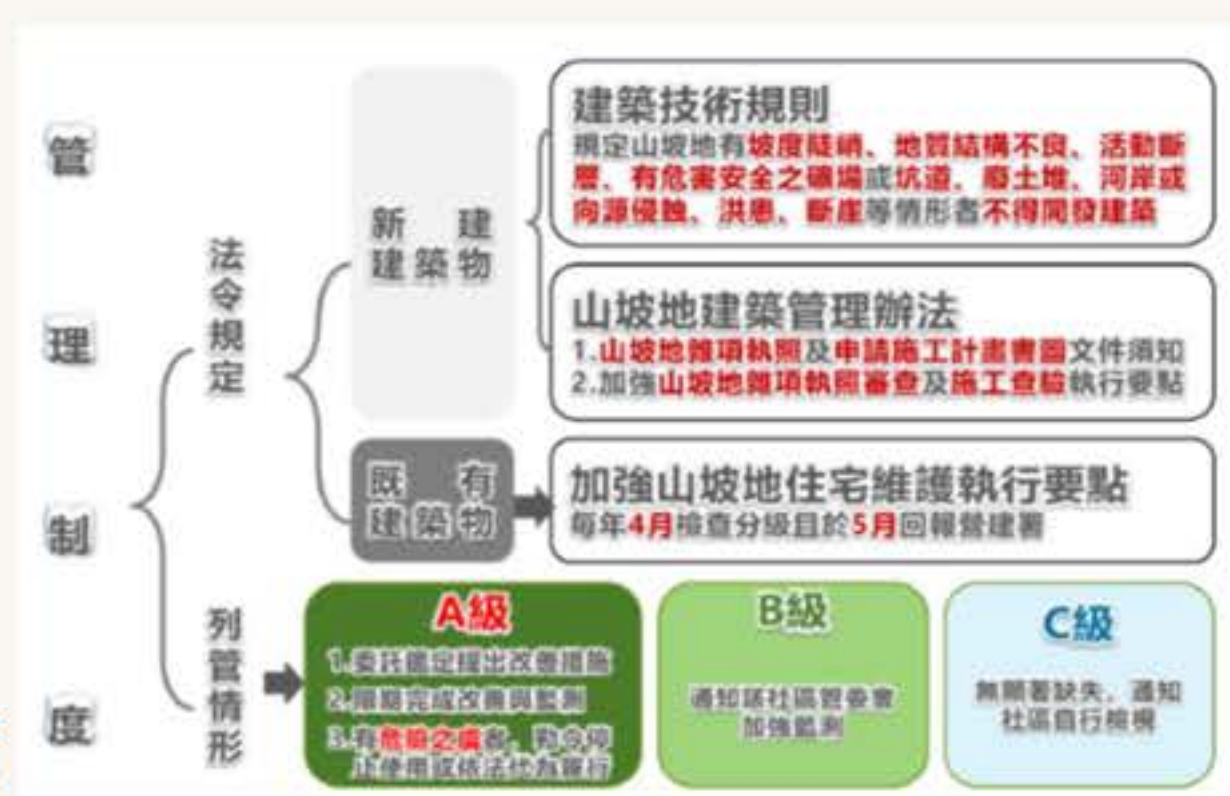 管理制度
法令規定
新建
建築物
建築技術規則
規定山坡地有坡度陡峭、地質結構不良、活動斷
層、有危害安全之礦場或坑道、廢土堆、河岸或
向源侵蝕、洪患、斷崖等情形者不得開發建築
山坡地建築管理辦法
1.山坡地雜項執照及申請施工計畫書圖文件須知
2.加強山坡地雜項執照審查及施工查驗執行要點
既有
建築物
加強山坡地住宅維護執行要點
每年4月檢查分級且於5月回報營建署
列管情形
A級
1.委託鑑定提出改善措施
2.限期完成改善與監測
3.有危險之虞者，勒令停
止使用或依法代為履行
B級
通知該社區管委會
加強監測
C級
無顯著缺失，通知
社區自行檢視